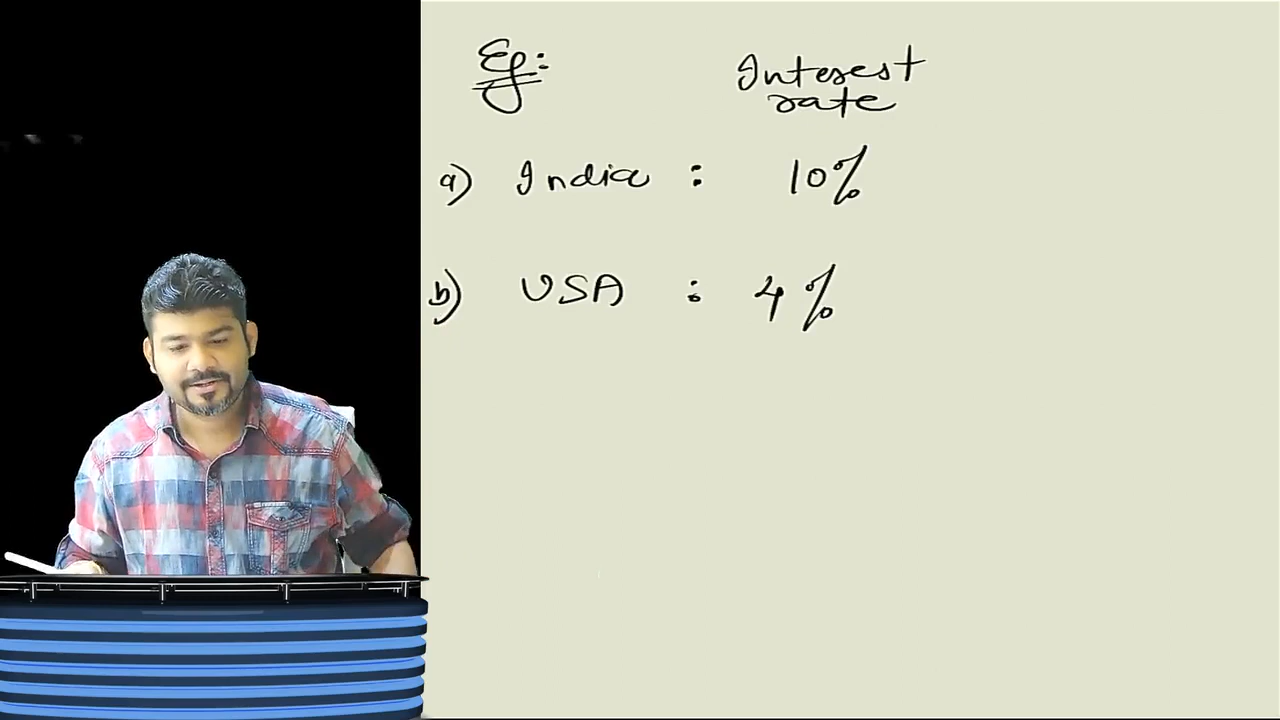 Eg:
Interest
rate
a) India : 10%
b) USA : 4%